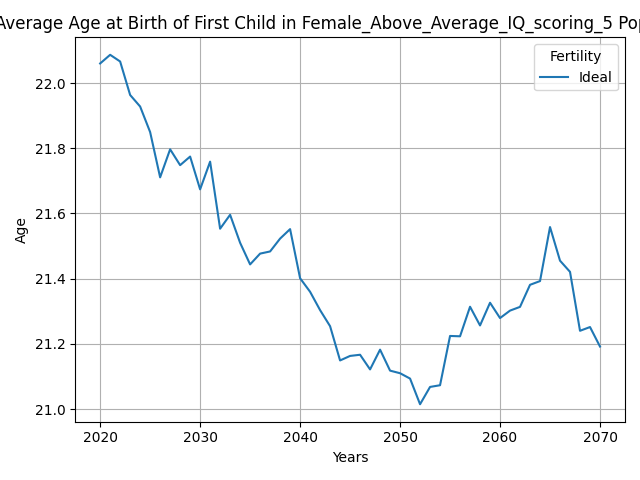 Average Age at Birth of First Child in Female_Above_Average_IQ_scoring_5
Fertility
Ideal
22.0
21.8
21.6
21.4
21.2
21.0
Age
2020 2030 2040 2050 2060 2070
Years